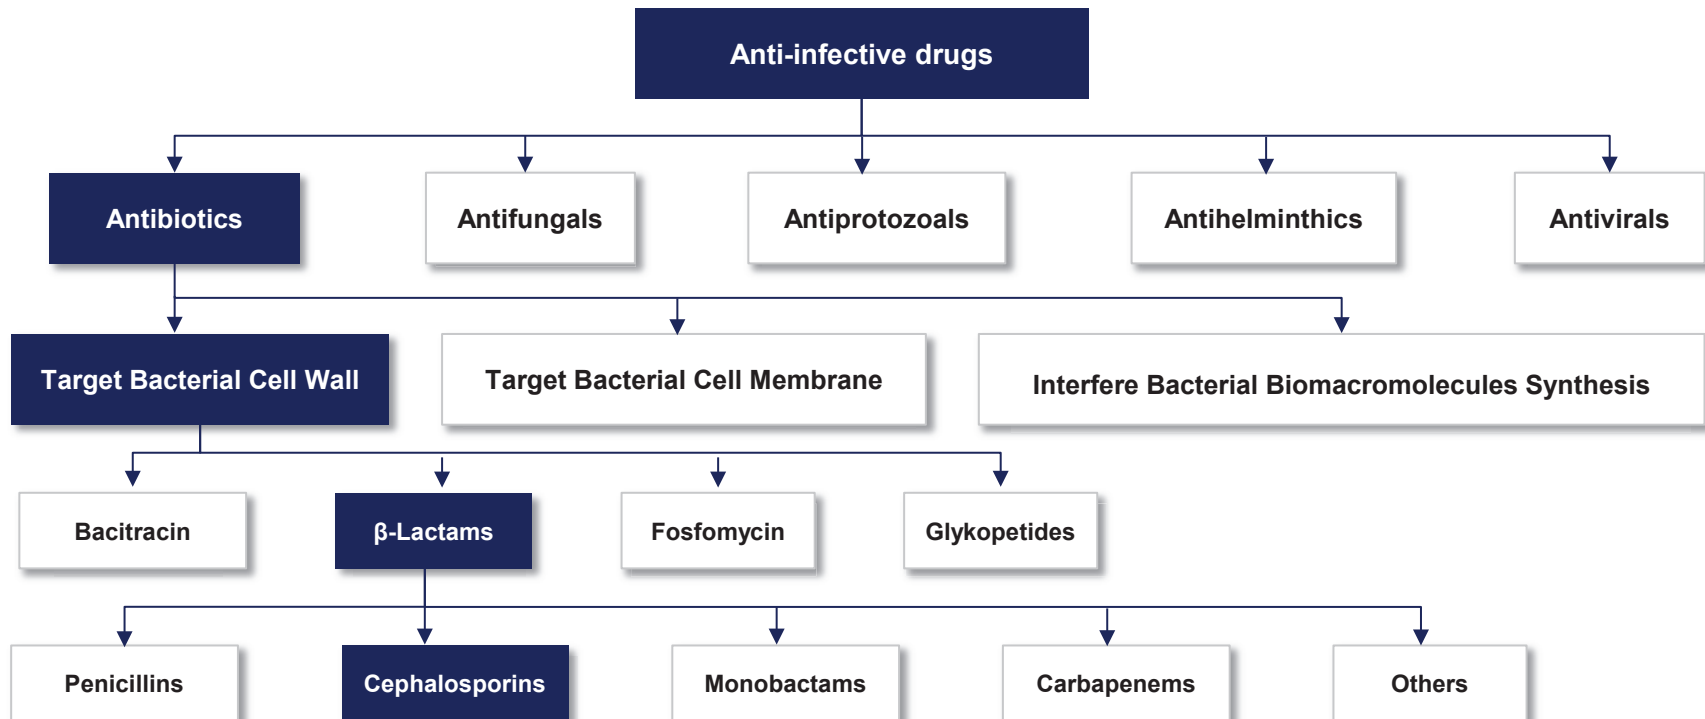 Anti-infective drugs
Antibiotics
Antifungals
Antiprotozoals
Antihelminthics
Antivirals
Target Bacterial Cell Wall
Target Bacterial Cell Membrane
Interfere Bacterial Biomacromolecules Synthesis
Bacitracin
β-Lactams
Fosfomycin
Glykopetides
Penicillins
Cephalosporins
Monobactams
Carbapenems
Others